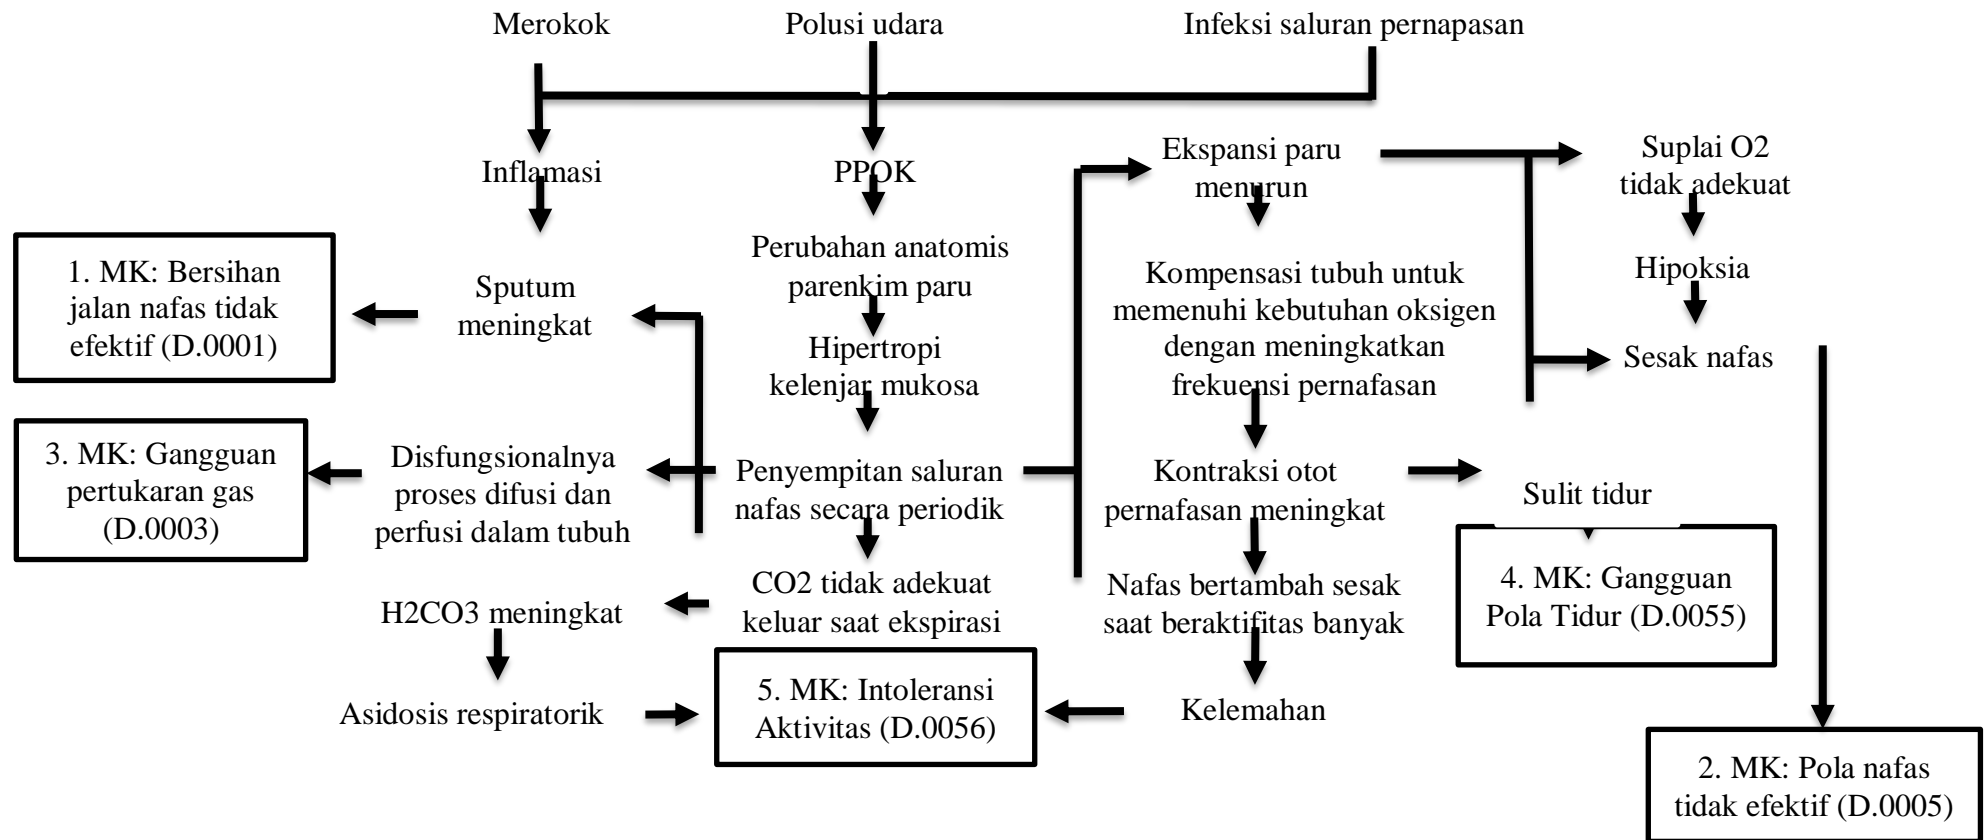 Merokok
Polusi udara
Infeksi saluran pernapasan
Inflamasi
PPOK
Ekspansi paru
menurun
Suplai O2
tidak adekuat
1. MK: Bersihan
jalan nafas tidak
efektif (D.0001)
Sputum
meningkat
Perubahan anatomis
parenkim paru
Kompensasi tubuh untuk
memenuhi kebutuhan oksigen
dengan meningkatkan
frekuensi pernafasan
Hipoksia
Hipertropi
kelenjar mukosa
Sesak nafas
3. MK: Gangguan
pertukaran gas
(D.0003)
Disfungsionalnya
proses difusi dan
perfusi dalam tubuh
Penyempitan saluran
nafas secara periodik
Kontraksi otot
pernafasan meningkat
Sulit tidur
H2CO3 meningkat
CO2 tidak adekuat
keluar saat ekspirasi
Nafas bertambah sesak
saat beraktifitas banyak
4. MK: Gangguan
Pola Tidur (D.0055)
Asidosis respiratorik
5. MK: Intoleransi
Aktivitas (D.0056)
Kelemahan
2. MK: Pola nafas
tidak efektif (D.0005)